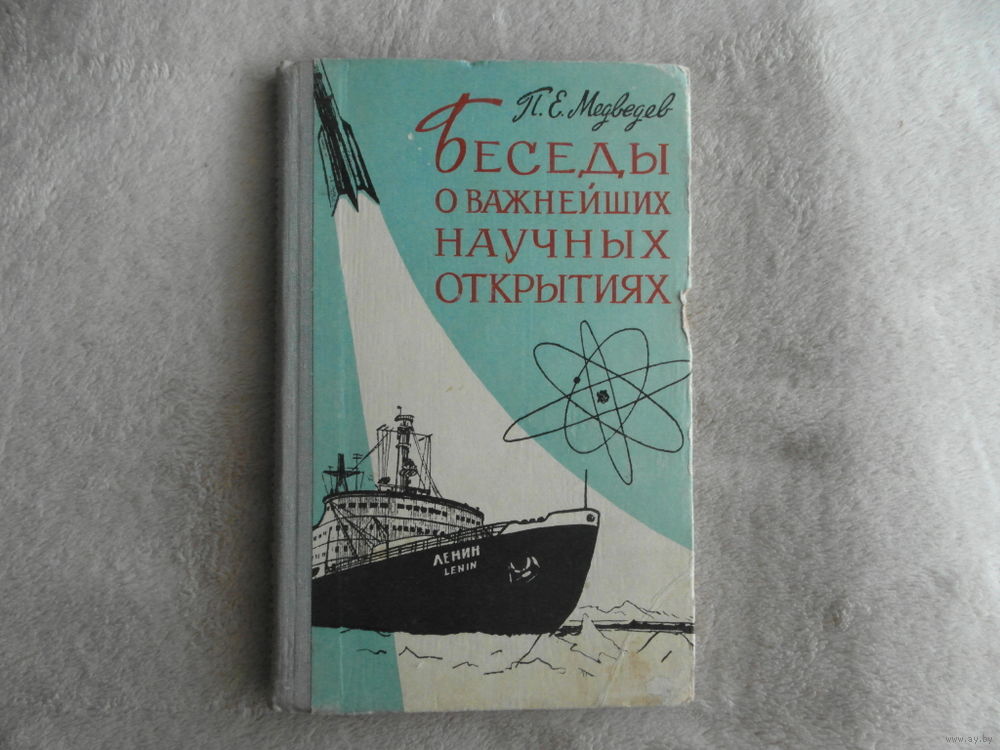 П. Е. Медведев
БЕСЕДЫ
О ВАЖНЕЙШИХ
НАУЧНЫХ
ОТКРЫТИЯХ
ЛЕНИН
LENIN
www.ay.by